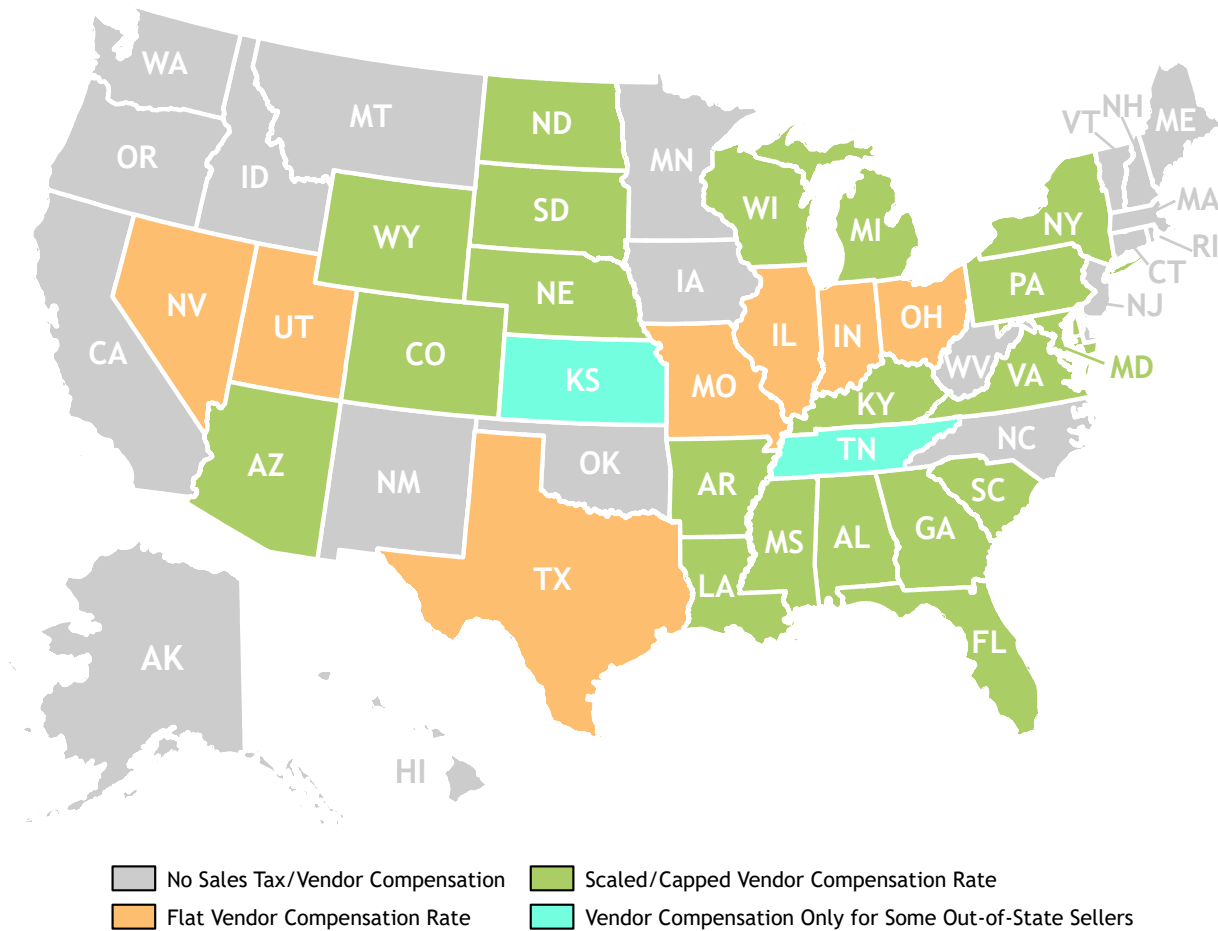 WA
MT
ND
MN
VT
NH
ME
OR
ID
SD
WI
MI
NY
MA
RI
CT
WY
NE
IA
PA
NJ
NV
UT
CO
KS
IL
IN
OH
WV
VA
MD
CA
MO
KY
AZ
NM
OK
AR
TN
NC
SC
MS
AL
GA
TX
LA
FL
AK
HI
No Sales Tax/Vendor Compensation
Scaled/Capped Vendor Compensation Rate
Flat Vendor Compensation Rate
Vendor Compensation Only for Some Out-of-State Sellers